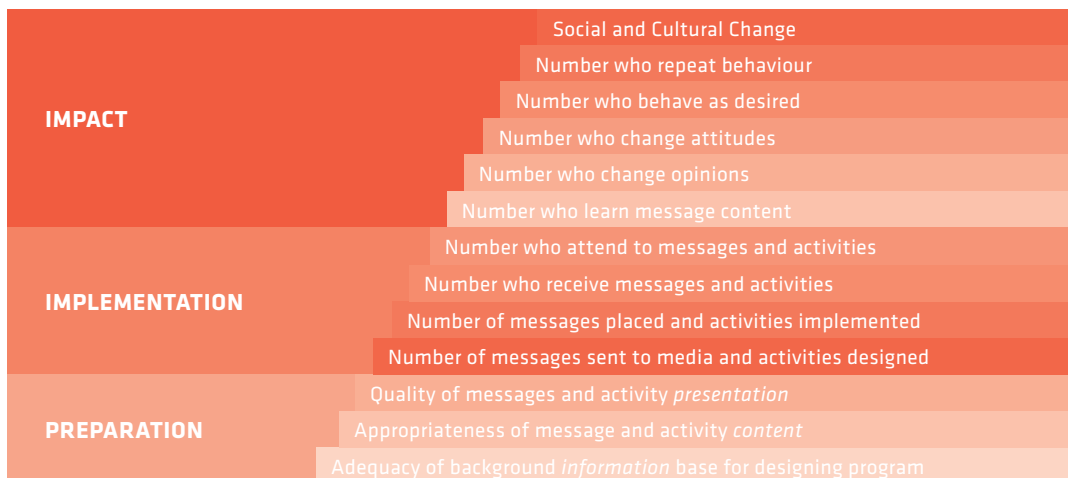 Social and Cultural Change
Number who repeat behaviour
Number who behave as desired
IMPACT
Number who change attitudes
Number who change opinions
Number who learn message content
Number who attend to messages and activities
Number who receive messages and activities
IMPLEMENTATION
Number of messages placed and activities implemented
Number of messages sent to media and activities designed
Quality of messages and activity presentation
PREPARATION
Appropriateness of message and activity content
Adequacy of background information base for designing program